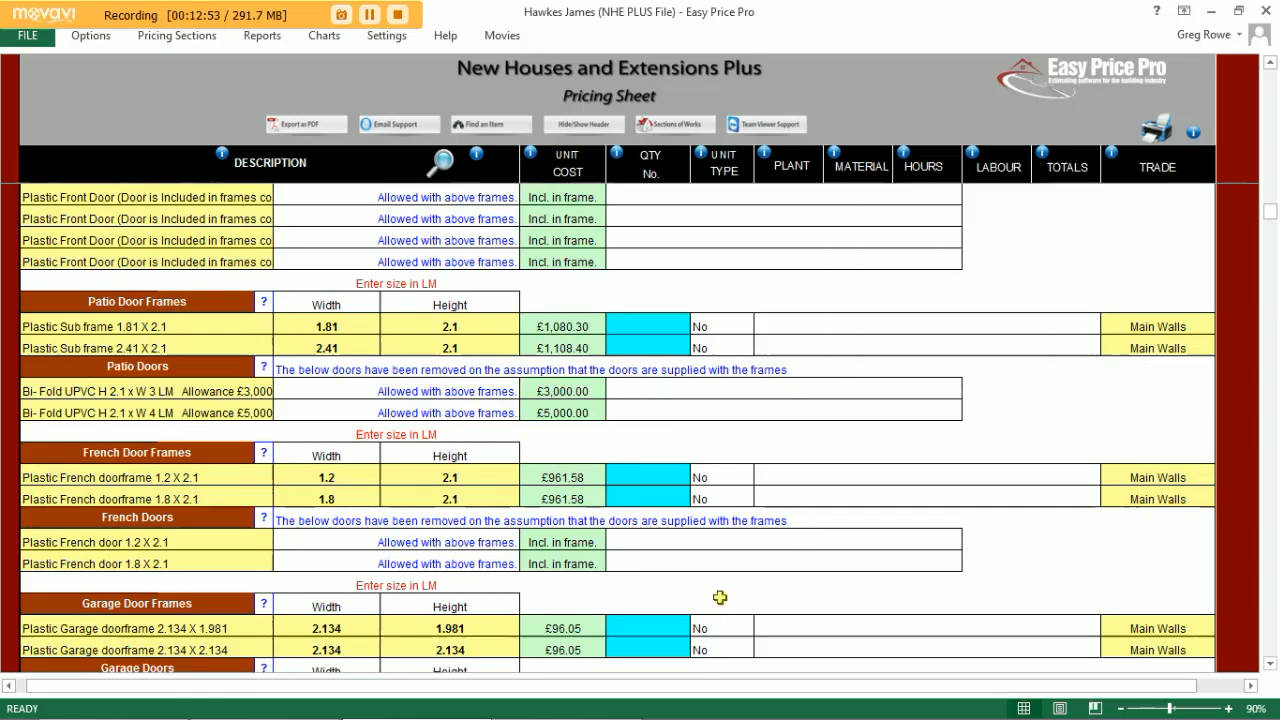 movavi Recording (00:12:53 / 291.7 MB) Hawkes James (NHE PLUS File) - Easy Price Pro ?
FILE Options Pricing Sections Reports Charts Settings Help Movies Greg Rowe
New Houses and Extensions Plus
Pricing Sheet
Easy Price Pro
Estimating software for the building industry
Export as PDF Email Support Find an Item Hide/Show Header Sections of Works Team Viewer Support
DESCRIPTION UNIT COST QTY No. UNIT TYPE PLANT MATERIAL HOURS LABOUR TOTALS TRADE
Plastic Front Door (Door is Included in frames co Allowed with above frames. Incl. in frame.
Plastic Front Door (Door is Included in frames co Allowed with above frames. Incl. in frame.
Plastic Front Door (Door is Included in frames co Allowed with above frames. Incl. in frame.
Plastic Front Door (Door is Included in frames co Allowed with above frames. Incl. in frame.
Enter size in LM
Patio Door Frames ? Width Height
Plastic Sub frame 1.81 X 2.1 1.81 2.1 £1,080.30 No Main Walls
Plastic Sub frame 2.41 X 2.1 2.41 2.1 £1,108.40 No Main Walls
Patio Doors ? The below doors have been removed on the assumption that the doors are supplied with the frames
Bi- Fold UPVC H 2.1 x W 3 LM Allowance £3,000 Allowed with above frames. £3,000.00
Bi- Fold UPVC H 2.1 x W 4 LM Allowance £5,000 Allowed with above frames. £5,000.00
Enter size in LM
French Door Frames ? Width Height
Plastic French doorframe 1.2 X 2.1 1.2 2.1 £961.58 No Main Walls
Plastic French doorframe 1.8 X 2.1 1.8 2.1 £961.58 No Main Walls
French Doors ? The below doors have been removed on the assumption that the doors are supplied with the frames
Plastic French door 1.2 X 2.1 Allowed with above frames. Incl. in frame.
Plastic French door 1.8 X 2.1 Allowed with above frames. Incl. in frame.
Enter size in LM
Garage Door Frames ? Width Height
Plastic Garage doorframe 2.134 X 1.981 2.134 1.981 £96.05 No Main Walls
Plastic Garage doorframe 2.134 X 2.134 2.134 2.134 £96.05 No Main Walls
Garage Doors ? Width Height
READY 90%